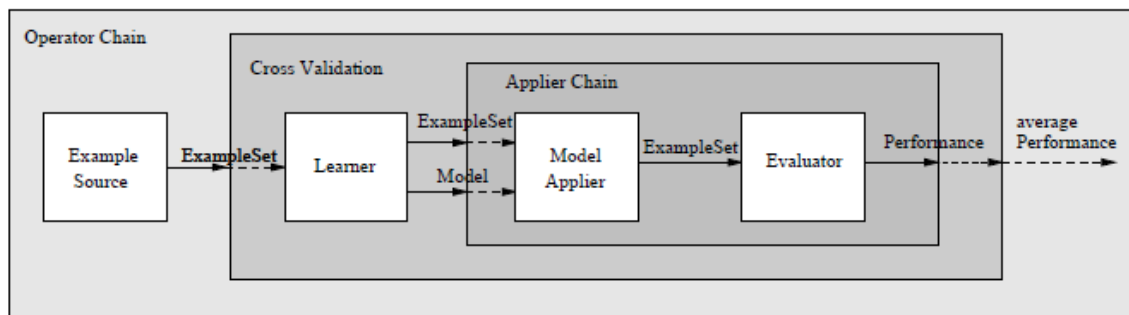 Operator Chain
Cross Validation
Applier Chain
Example
Source
ExampleSet
Learner
ExampleSet
Model
Model
Applier
ExampleSet
Evaluator
Performance
average
Performance